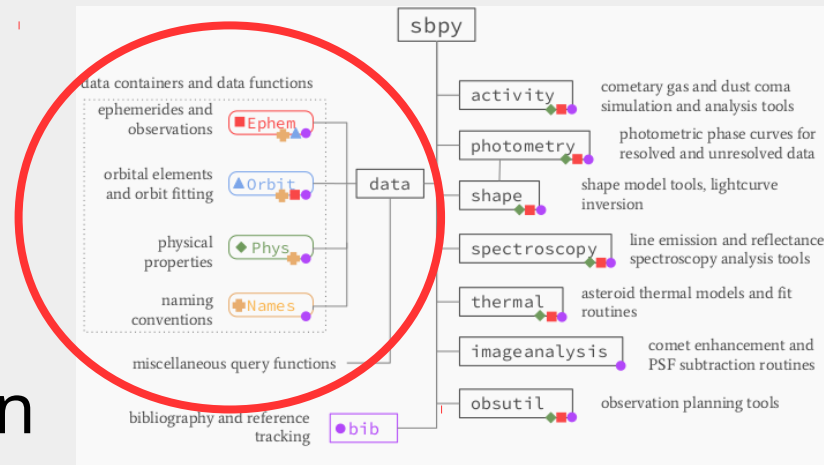 sbpy
data containers and data functions
ephemerides and
observations
Ephem
orbital elements
and orbit fitting
Orbit
physical
properties
Phys
naming
conventions
Names
data
miscellaneous query functions
bibliography and reference
tracking
bib
activity
cometary gas and dust coma
simulation and analysis tools
photometry
photometric phase curves for
resolved and unresolved data
shape
shape model tools, lightcurve
inversion
spectroscopy
line emission and reflectance
spectroscopy analysis tools
thermal
asteroid thermal models and fit
routines
imageanalysis
comet enhancement and
PSF subtraction routines
obsutil
observation planning tools
n